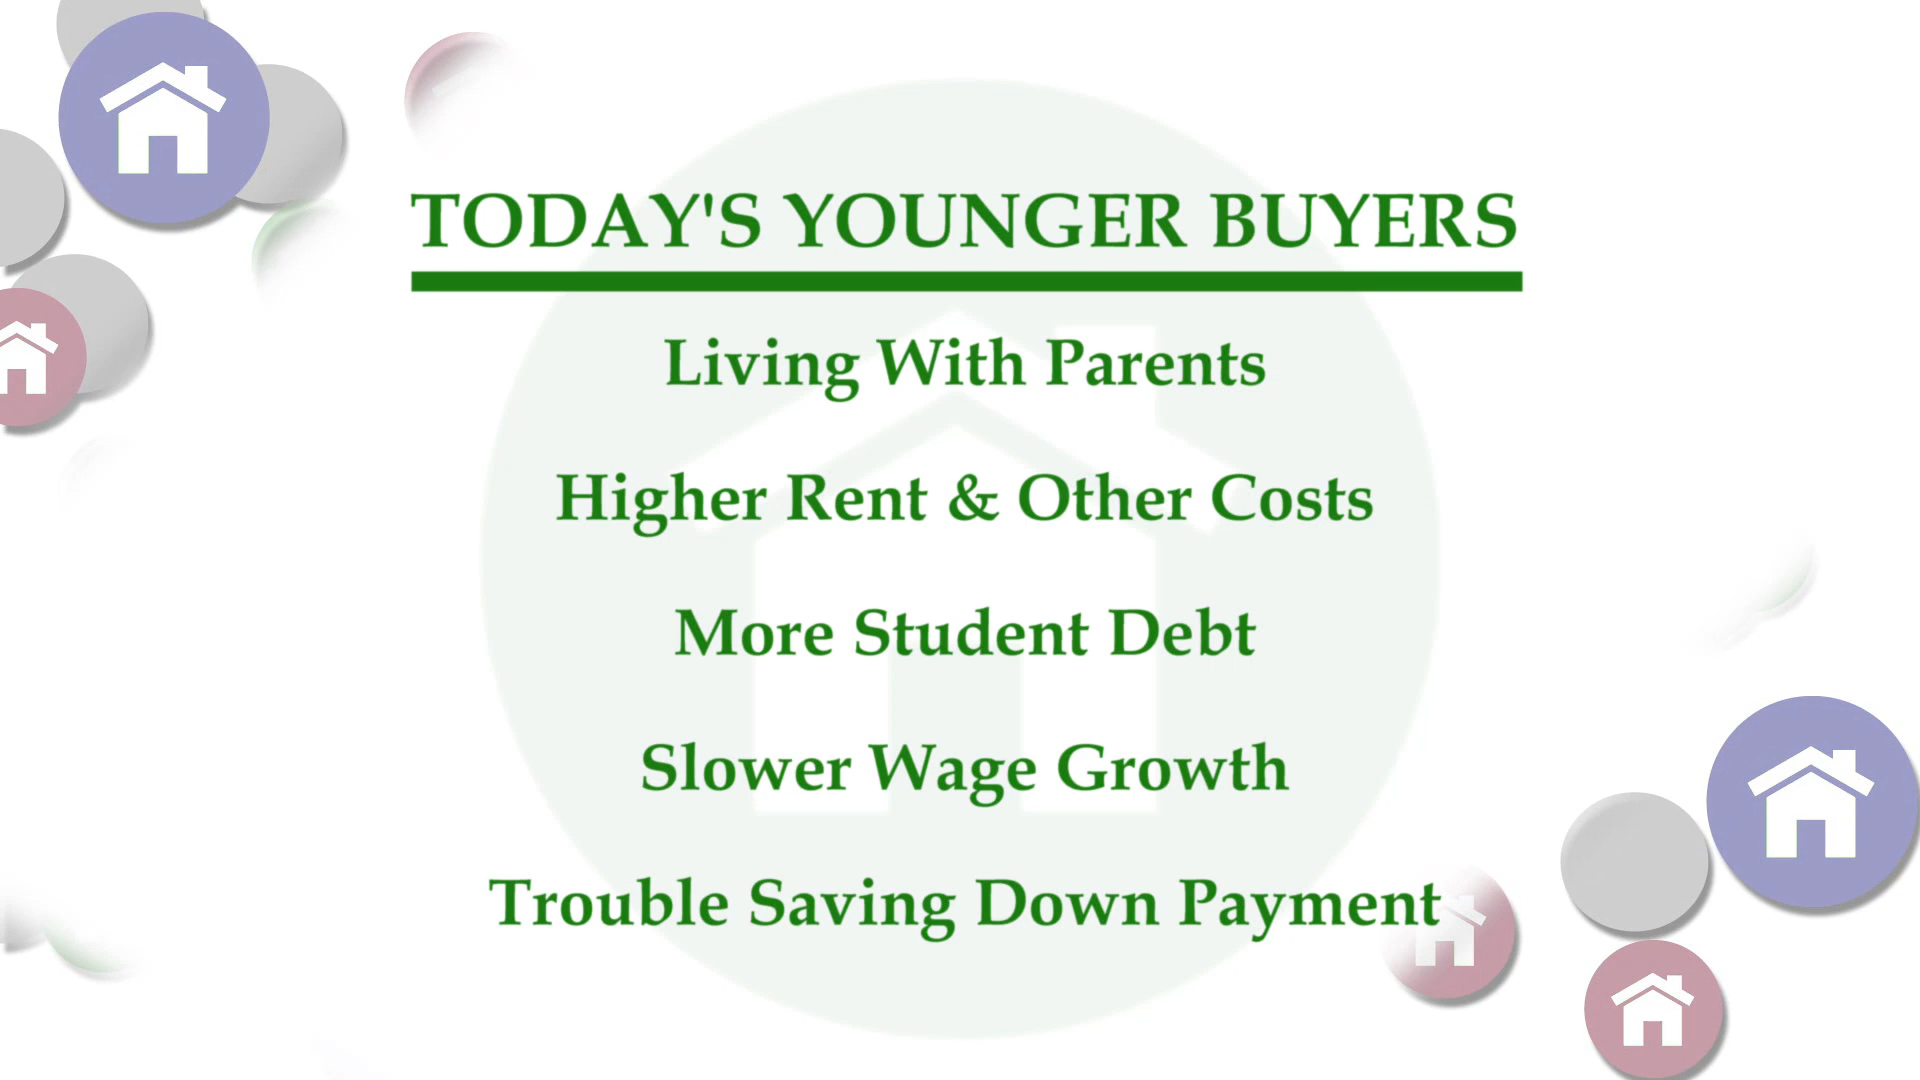 TODAY'S YOUNGER BUYERS
Living With Parents
Higher Rent & Other Costs
More Student Debt
Slower Wage Growth
Trouble Saving Down Payment